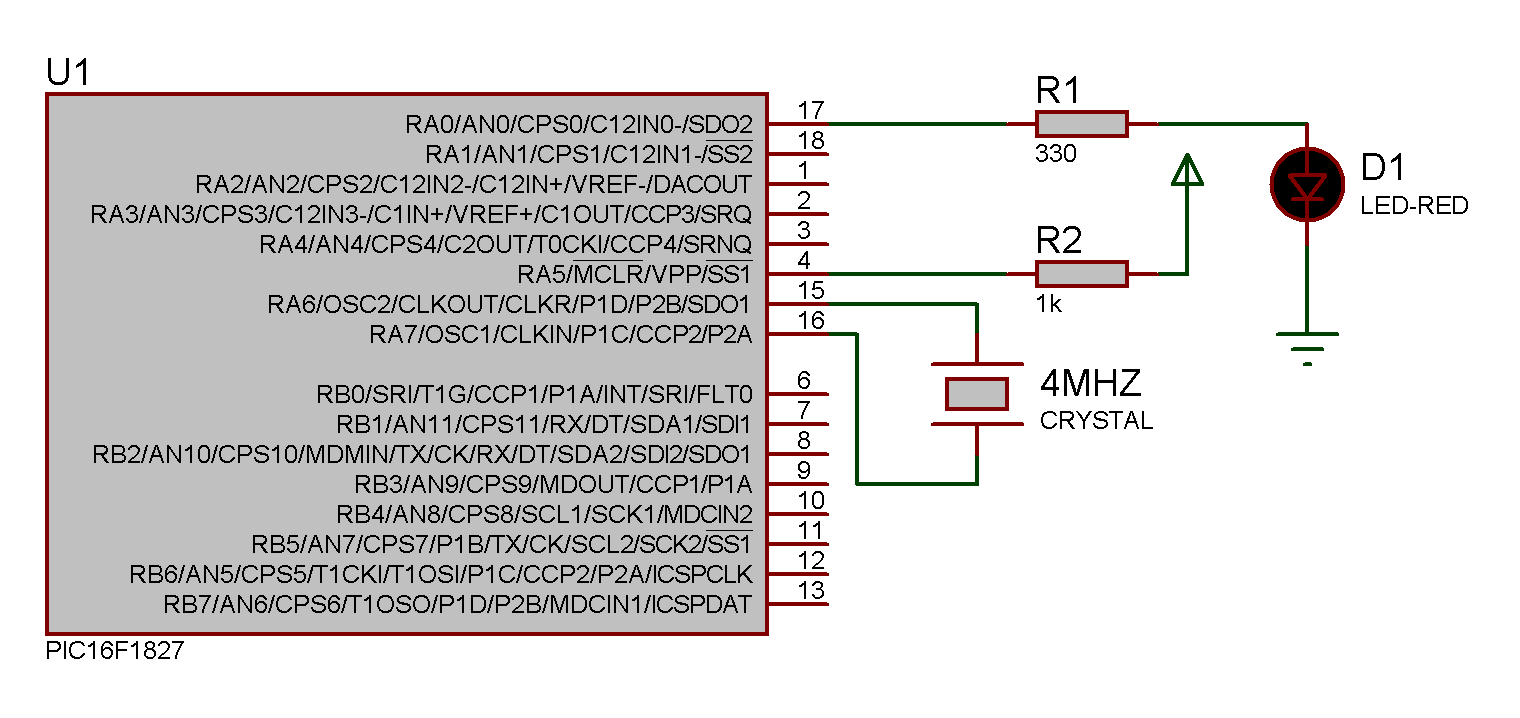 U1
RA0/AN0/CPS0/C12IN0-/SDO2 17
RA1/AN1/CPS1/C12IN1-/SS2 18
RA2/AN2/CPS2/C12IN2-/C12IN+/VREF-/DACOUT 1
RA3/AN3/CPS3/C12IN3-/C1IN+/VREF+/C1OUT/CCP3/SRQ 2
RA4/AN4/CPS4/C2OUT/T0CKI/CCP4/SRNQ 3
RA5/MCLR/VPP/SS1 4
RA6/OSC2/CLKOUT/CLKR/P1D/P2B/SDO1 15
RA7/OSC1/CLKIN/P1C/CCP2/P2A 16
RB0/SRI/T1G/CCP1/P1A/INT/SRI/FLT0 6
RB1/AN11/CPS11/RX/DT/SDA1/SDI1 7
RB2/AN10/CPS10/MDMIN/TX/CK/RX/DT/SDA2/SDI2/SDO1 8
RB3/AN9/CPS9/MDOUT/CCP1/P1A 9
RB4/AN8/CPS8/SCL1/SCK1/MDCIN2 10
RB5/AN7/CPS7/P1B/TX/CK/SCL2/SCK2/SS1 11
RB6/AN5/CPS5/T1CKI/T1OSI/P1C/CCP2/P2A/ICSPCLK 12
RB7/AN6/CPS6/T1OSO/P1D/P2B/MDCIN1/ICSPDAT 13
PIC16F1827
R1
330
R2
1k
D1
LED-RED
4MHZ
CRYSTAL